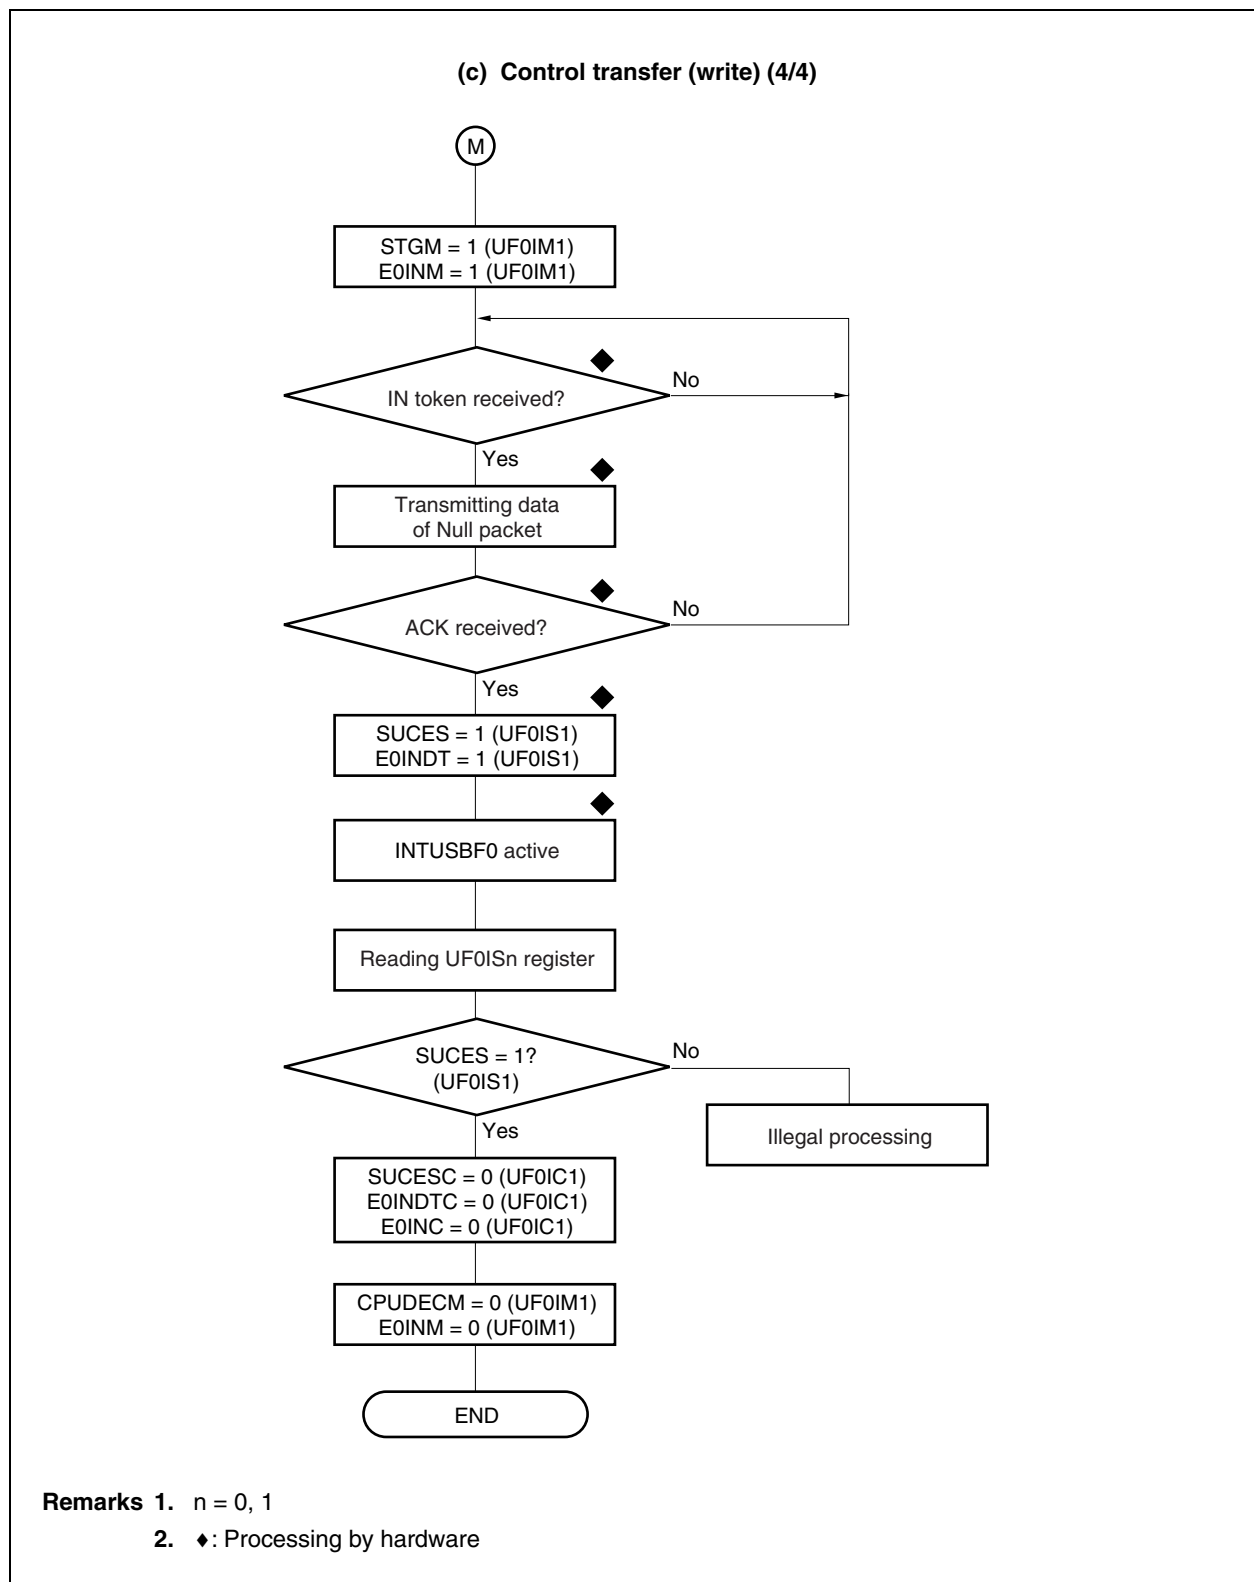 (c) Control transfer (write) (4/4)
M
STGM = 1 (UF0IM1)
E0INM = 1 (UF0IM1)
IN token received?
No
Yes
Transmitting data
of Null packet
ACK received?
No
Yes
SUCES = 1 (UF0IS1)
E0INDT = 1 (UF0IS1)
INTUSBF0 active
Reading UF0ISn register
SUCES = 1?
(UF0IS1)
No
Illegal processing
Yes
SUCESC = 0 (UF0IC1)
E0INDTC = 0 (UF0IC1)
E0INC = 0 (UF0IC1)
CPUDECM = 0 (UF0IM1)
E0INM = 0 (UF0IM1)
END
Remarks 1. n = 0, 1
2. ♦: Processing by hardware